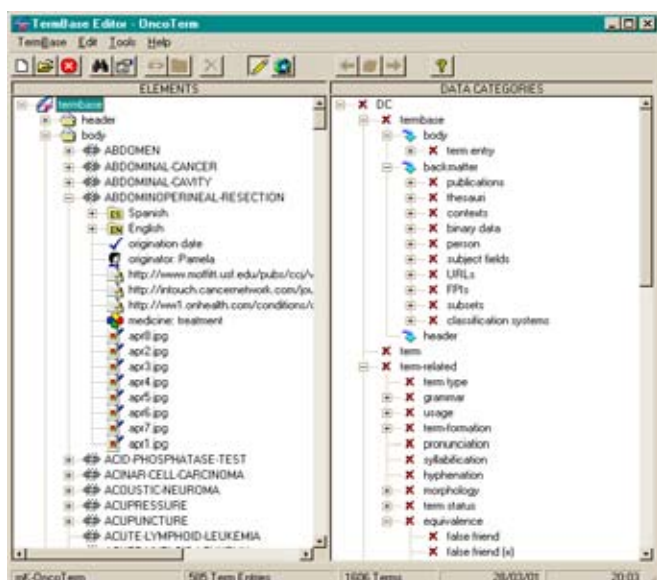 TermBase Editor - OncoTerm
TermBase Edit Tools Help
ELEMENTS
termbase
header
body
ABDOMEN
ABDOMINAL-CANCER
ABDOMINAL-CAVITY
ABDOMINOPERINEAL-RESECTION
ES Spanish
EN English
origination date
originator: Pamela
http://www.moffitt.usf.edu/pubs/ccj/v
http://intouch.cancernetwork.com/jou
http://ww1.onhealth.com/conditions/c
medicine: treatment
apr8.jpg
apr2.jpg
apr3.jpg
apr4.jpg
apr5.jpg
apr6.jpg
apr7.jpg
apr1.jpg
ACID-PHOSPHATASE-TEST
ACINAR-CELL-CARCINOMA
ACOUSTIC-NEUROMA
ACUPRESSURE
ACUPUNCTURE
ACUTE-LYMPHOID-LEUKEMIA
DATA CATEGORIES
DC
termbase
body
term entry
backmatter
publications
thesauri
contexts
binary data
person
subject fields
URLs
FPIs
subsets
classification systems
header
term
term-related
term type
grammar
usage
term-formation
pronunciation
syllabification
hyphenation
morphology
term status
equivalence
false friend
false friend (x)
585 Term Entries
1606 Terms
28/03/01
20:03